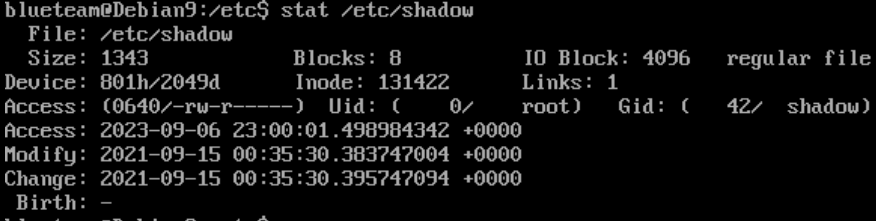 blueteam@Debian9:/etc$ stat /etc/shadow
  File: /etc/shadow
  Size: 1343            Blocks: 8          IO Block: 4096   regular file
Device: 801h/2049d      Inode: 131422      Links: 1
Access: (0640/-rw-r-----)  Uid: (    0/    root)   Gid: (   42/  shadow)
Access: 2023-09-06 23:00:01.498984342 +0000
Modify: 2021-09-15 00:35:30.383747004 +0000
Change: 2021-09-15 00:35:30.395747094 +0000
 Birth: -